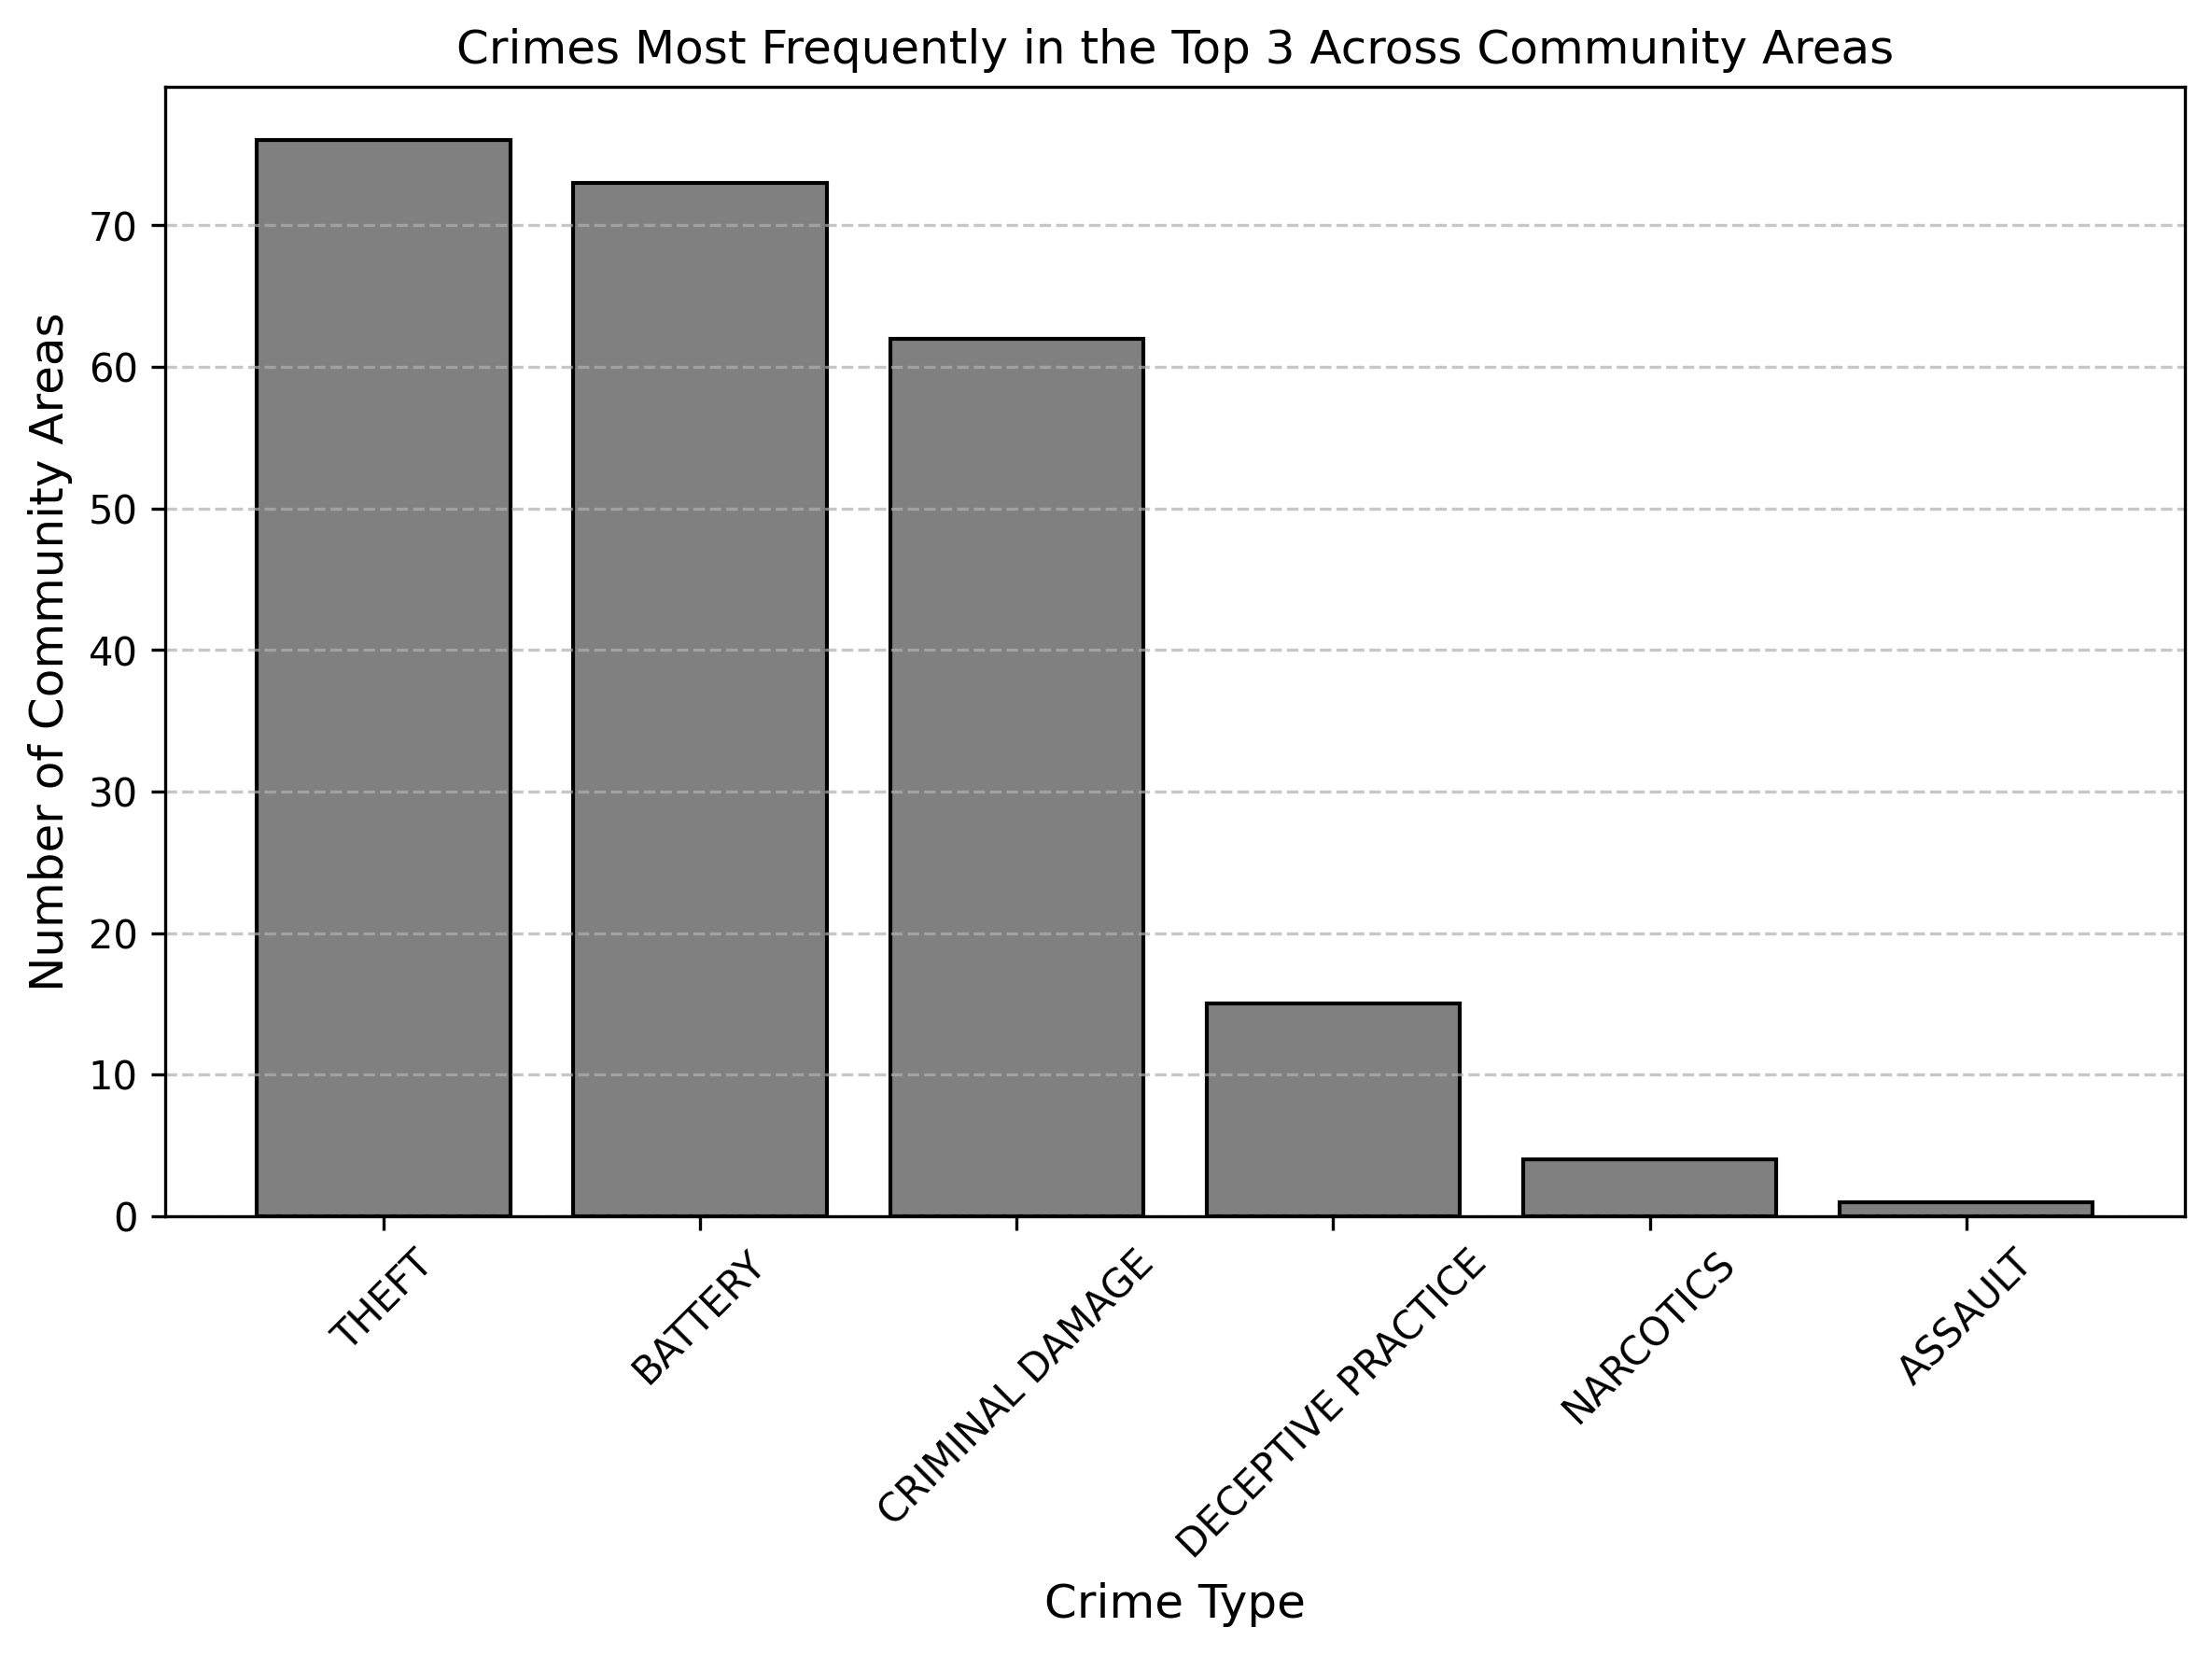 Crimes Most Frequently in the Top 3 Across Community Areas
Number of Community Areas
70
60
50
40
30
20
10
0
THEFT
BATTERY
CRIMINAL DAMAGE
DECEPTIVE PRACTICE
NARCOTICS
ASSAULT
Crime Type